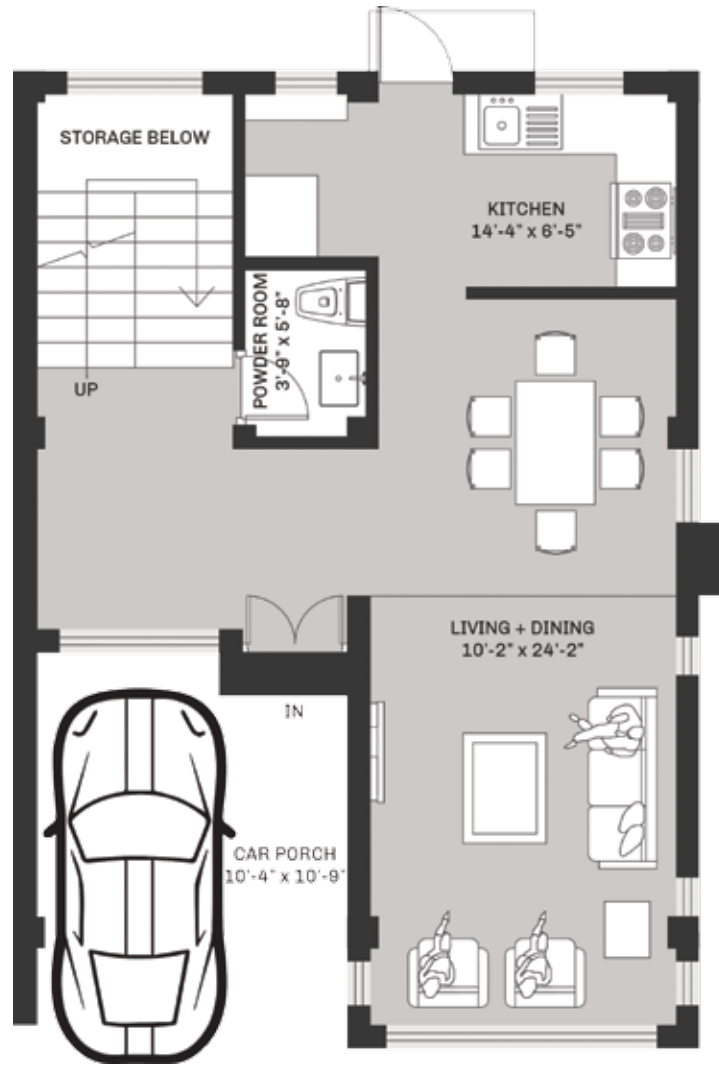 STORAGE BELOW
KITCHEN
14'-4" x 6'-5"
POWDER ROOM
3'-9" x 5'-8"
UP
LIVING + DINING
10'-2" x 24'-2"
IN
CAR PORCH
10'-4" x 10'-9"